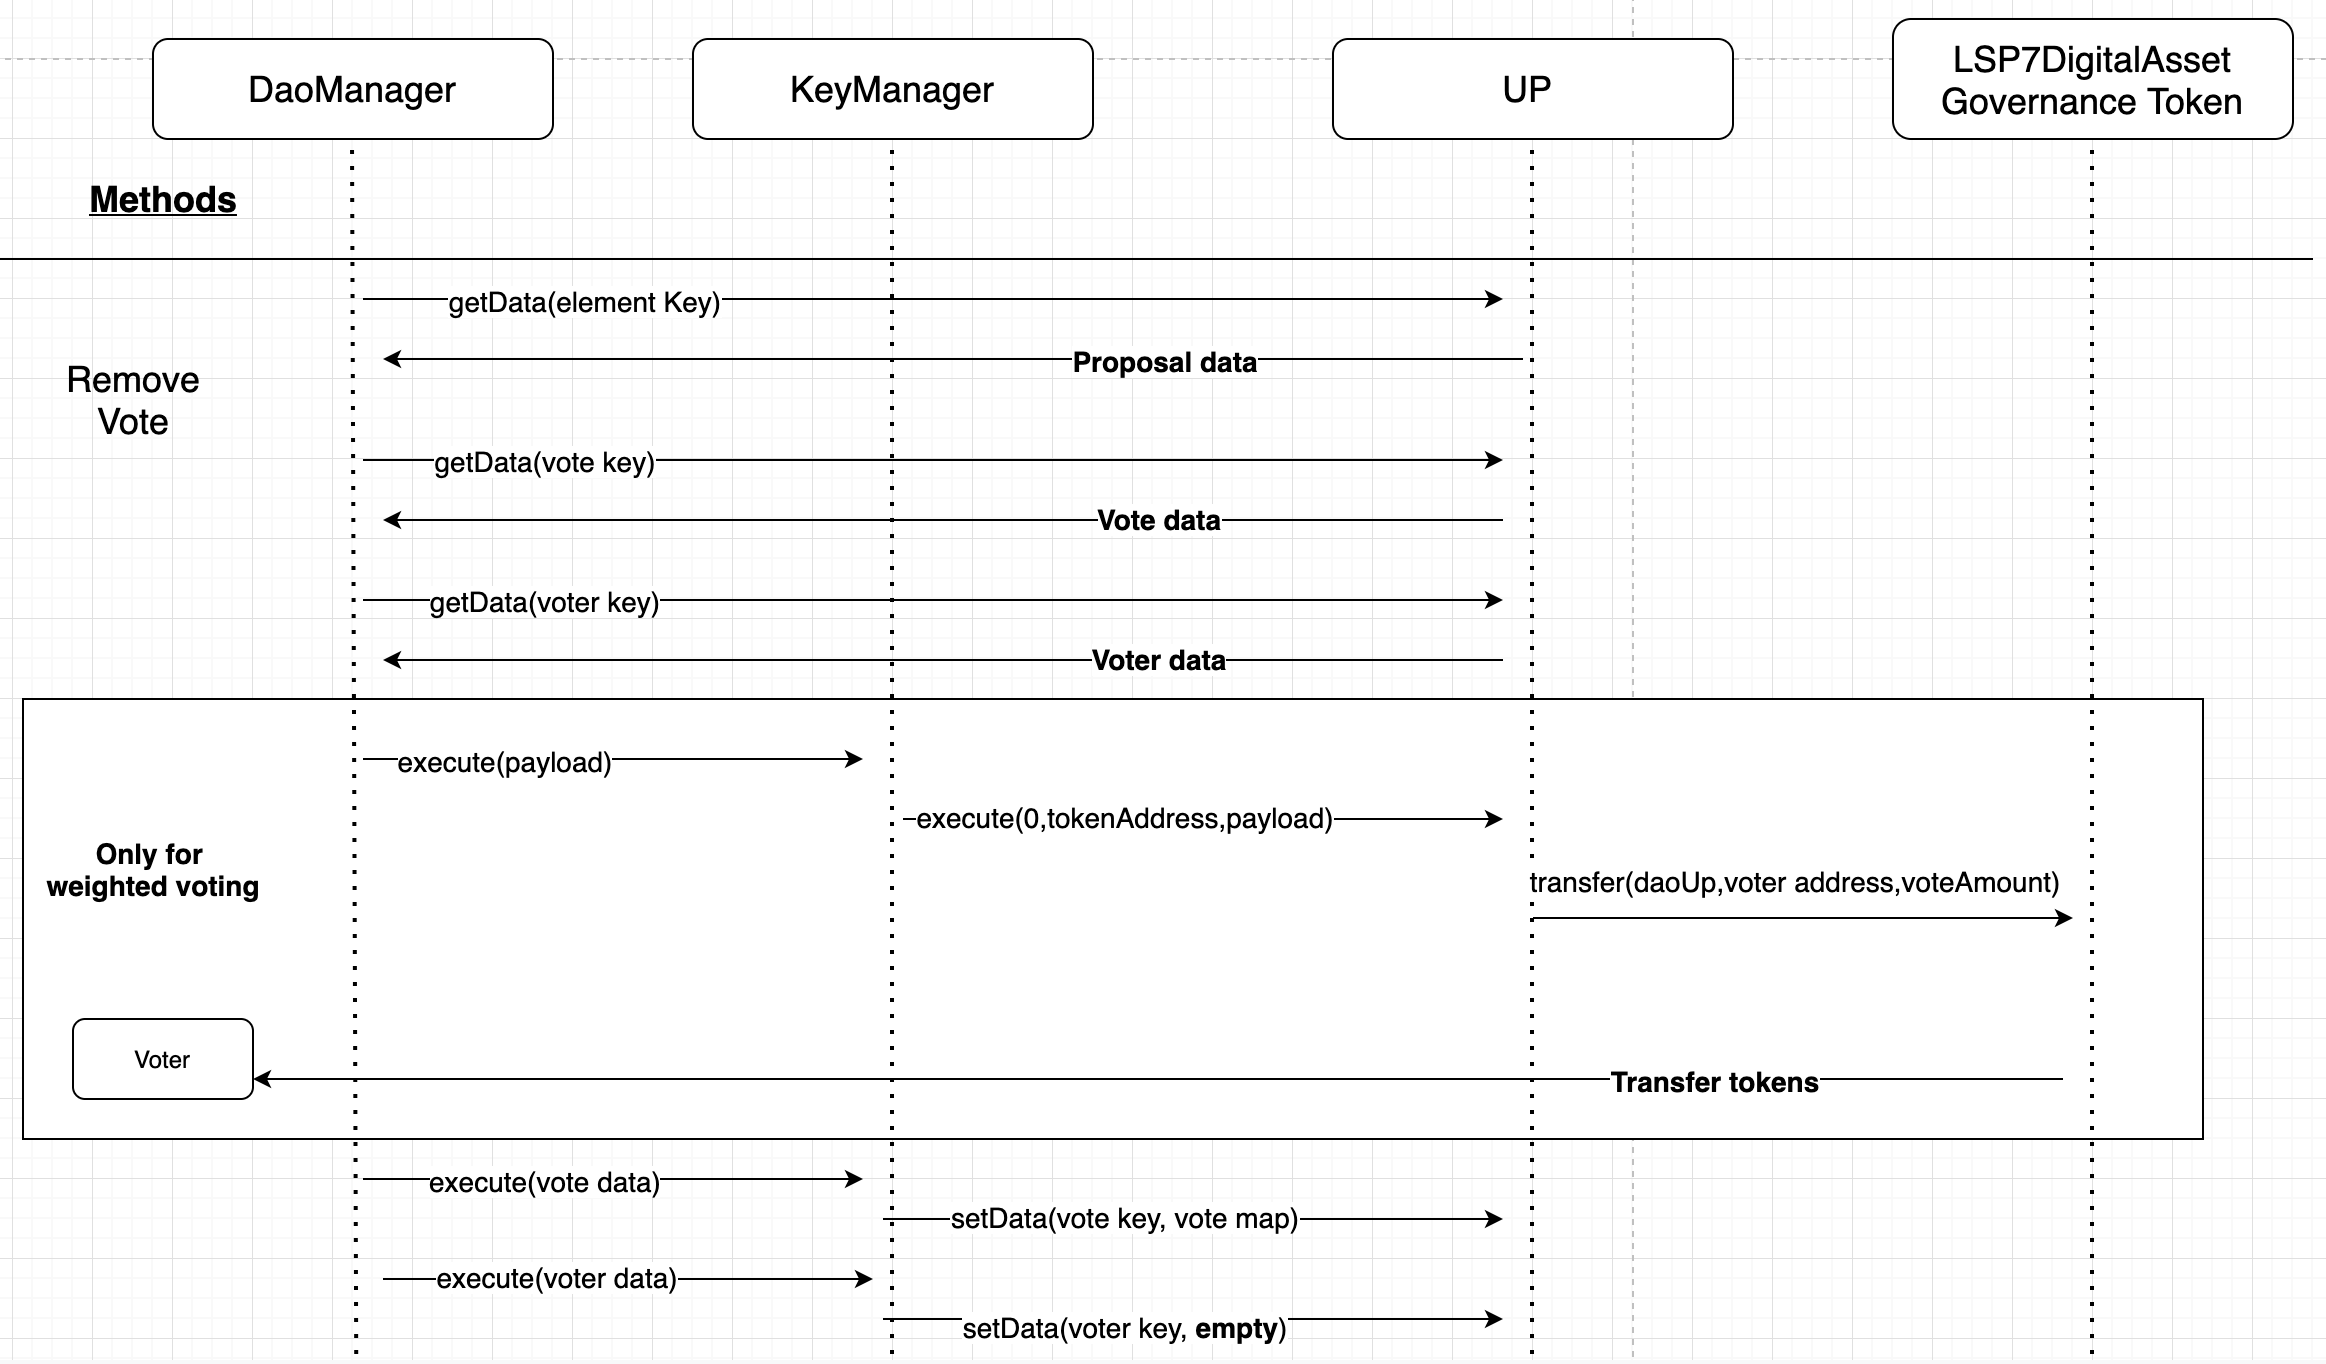 DaoManager
KeyManager
UP
LSP7DigitalAsset
Governance Token
Methods
getData(element Key)
Proposal data
Remove
Vote
getData(vote key)
Vote data
getData(voter key)
Voter data
execute(payload)
execute(0,tokenAddress,payload)
Only for
weighted voting
transfer(daoUp,voter address,voteAmount)
Voter
Transfer tokens
execute(vote data)
setData(vote key, vote map)
execute(voter data)
setData(voter key, empty)